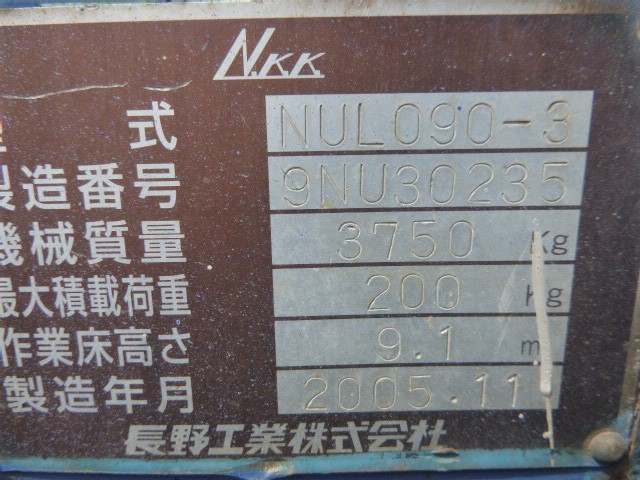 N.KK
型式 NUL090-3
製造番号 9NU30235
機械質量 3750 Kg
最大積載荷重 200 Kg
作業床高さ 9.1 m
製造年月 2005.11
長野工業株式会社